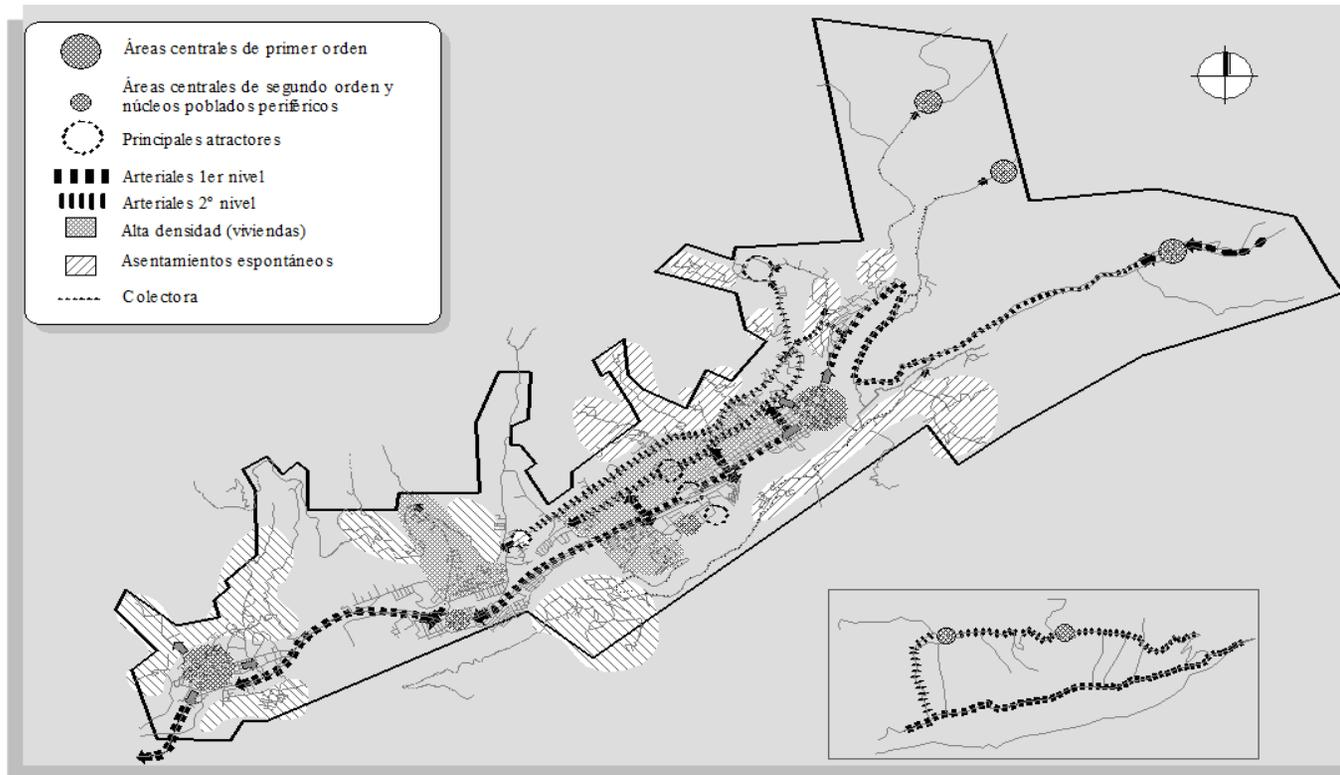 Áreas centrales de primer orden
Áreas centrales de segundo orden y
núcleos poblados periféricos
Principales atractores
Arteriales 1er nivel
Arteriales 2º nivel
Alta densidad (viviendas)
Asentamientos espontáneos
Colectora